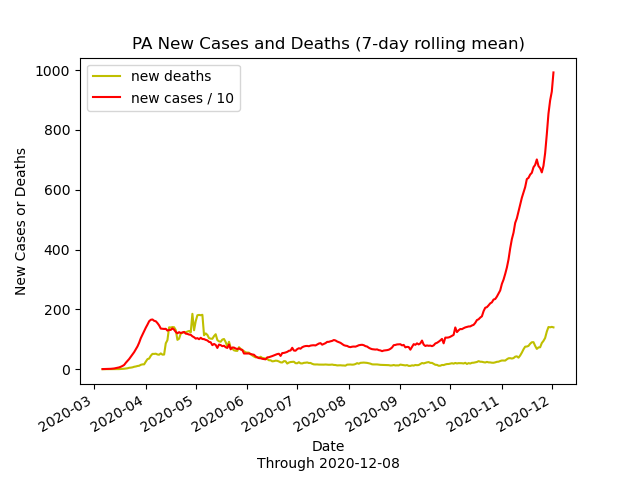 PA New Cases and Deaths (7-day rolling mean)
new deaths
new cases / 10
1000
800
600
400
200
0
New Cases or Deaths
2020-03
2020-04
2020-05
2020-06
2020-07
2020-08
2020-09
2020-10
2020-11
2020-12
Date
Through 2020-12-08